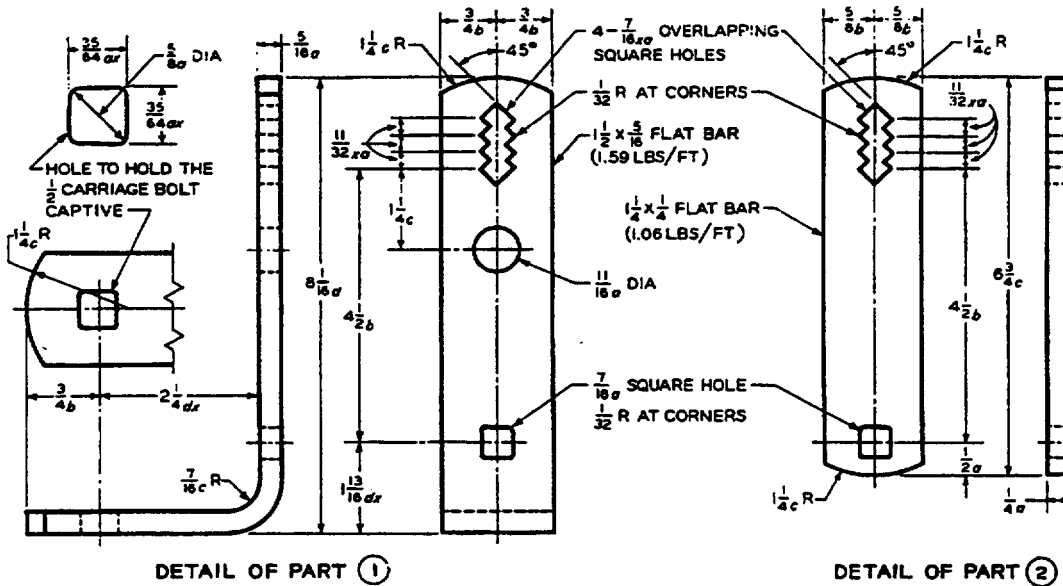 35/64 ax
5/8 a DIA
35/64 ax
HOLE TO HOLD THE
1/2 CARRIAGE BOLT
CAPTIVE
1 1/4 c R
3/4 b
2 1/4 dx
7/16 c R
5/16 a
8 1/16 d
3/4 b
3/4 b
1 1/4 c R
45°
4 - 7/16 xa OVERLAPPING
SQUARE HOLES
1/32 R AT CORNERS
11/32 xa
1 1/2 x 5/16 FLAT BAR
(1.59 LBS/FT)
1 1/4 c
11/16 a DIA
4 1/2 b
7/16 a SQUARE HOLE
1/32 R AT CORNERS
1 13/16 dx
5/8 b
5/8 b
45°
1 1/4 c R
11/32 xa
1 1/4 x 1/4 FLAT BAR
(1.06 LBS/FT)
6 3/4 c
4 1/2 b
1/2 a
1 1/4 c R
1/4 a
DETAIL OF PART 1
DETAIL OF PART 2